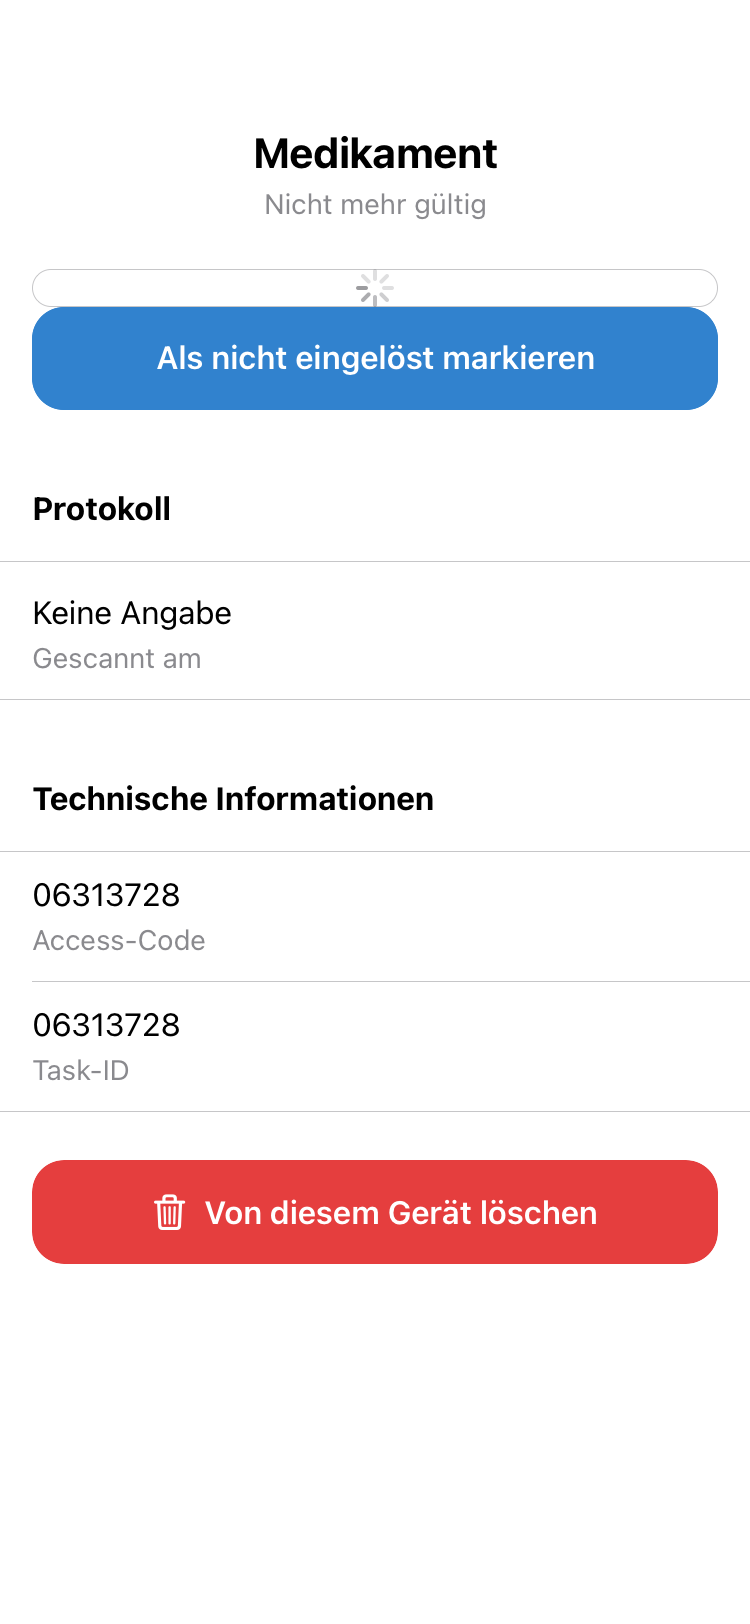 Medikament
Nicht mehr gültig
Als nicht eingelöst markieren
Protokoll
Keine Angabe
Gescannt am
Technische Informationen
06313728
Access-Code
06313728
Task-ID
Von diesem Gerät löschen